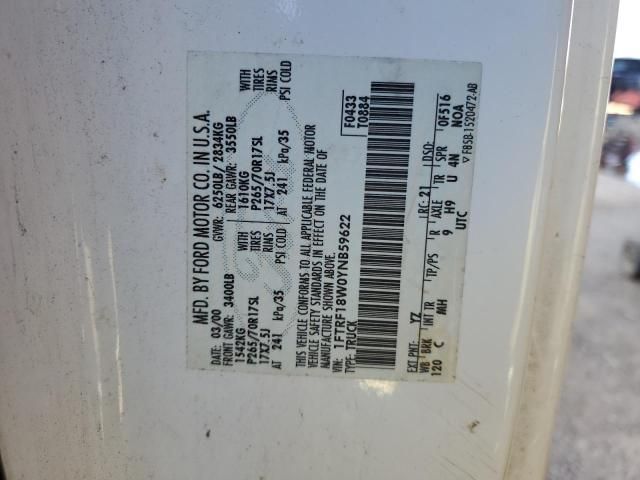 MFD. BY FORD MOTOR CO. IN U.S.A.
DATE: 03/00 GVWR: 6250LB/ 2834KG
FRONT GAWR: 3400LB REAR GAWR: 3550LB
1542KG 1610KG WITH
P265/70R17SL P265/70R17SL TIRES
17X7.5J 17X7.5J RIMS
AT 241 kPa/35 PSI COLD AT 241 kPa/35 PSI COLD
THIS VEHICLE CONFORMS TO ALL APPLICABLE FEDERAL MOTOR
VEHICLE SAFETY STANDARDS IN EFFECT ON THE DATE OF
MANUFACTURE SHOWN ABOVE.
VIN: 1FTRF18W0YNB59622 F0433
TYPE: TRUCK T0884
EXT PNT: YZ RC: 21 DSO:
WB BRK INT TR TP/PS R AXLE TR SPR 0F516
120 C MH 9 H9 U 4N NOA
UTC F85B-1520472-AB